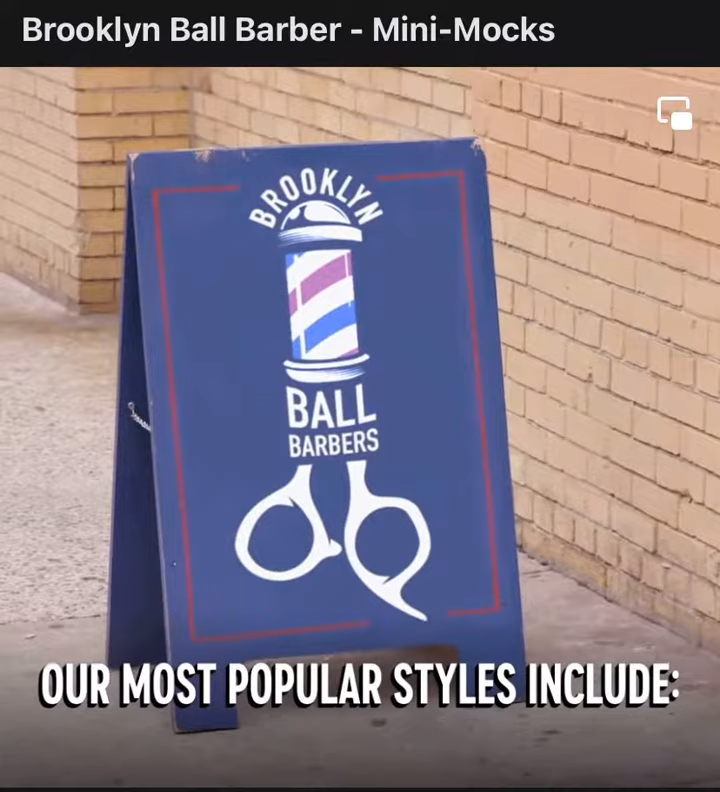 Brooklyn Ball Barber - Mini-Mocks
BROOKLYN
BALL
BARBERS
OUR MOST POPULAR STYLES INCLUDE: